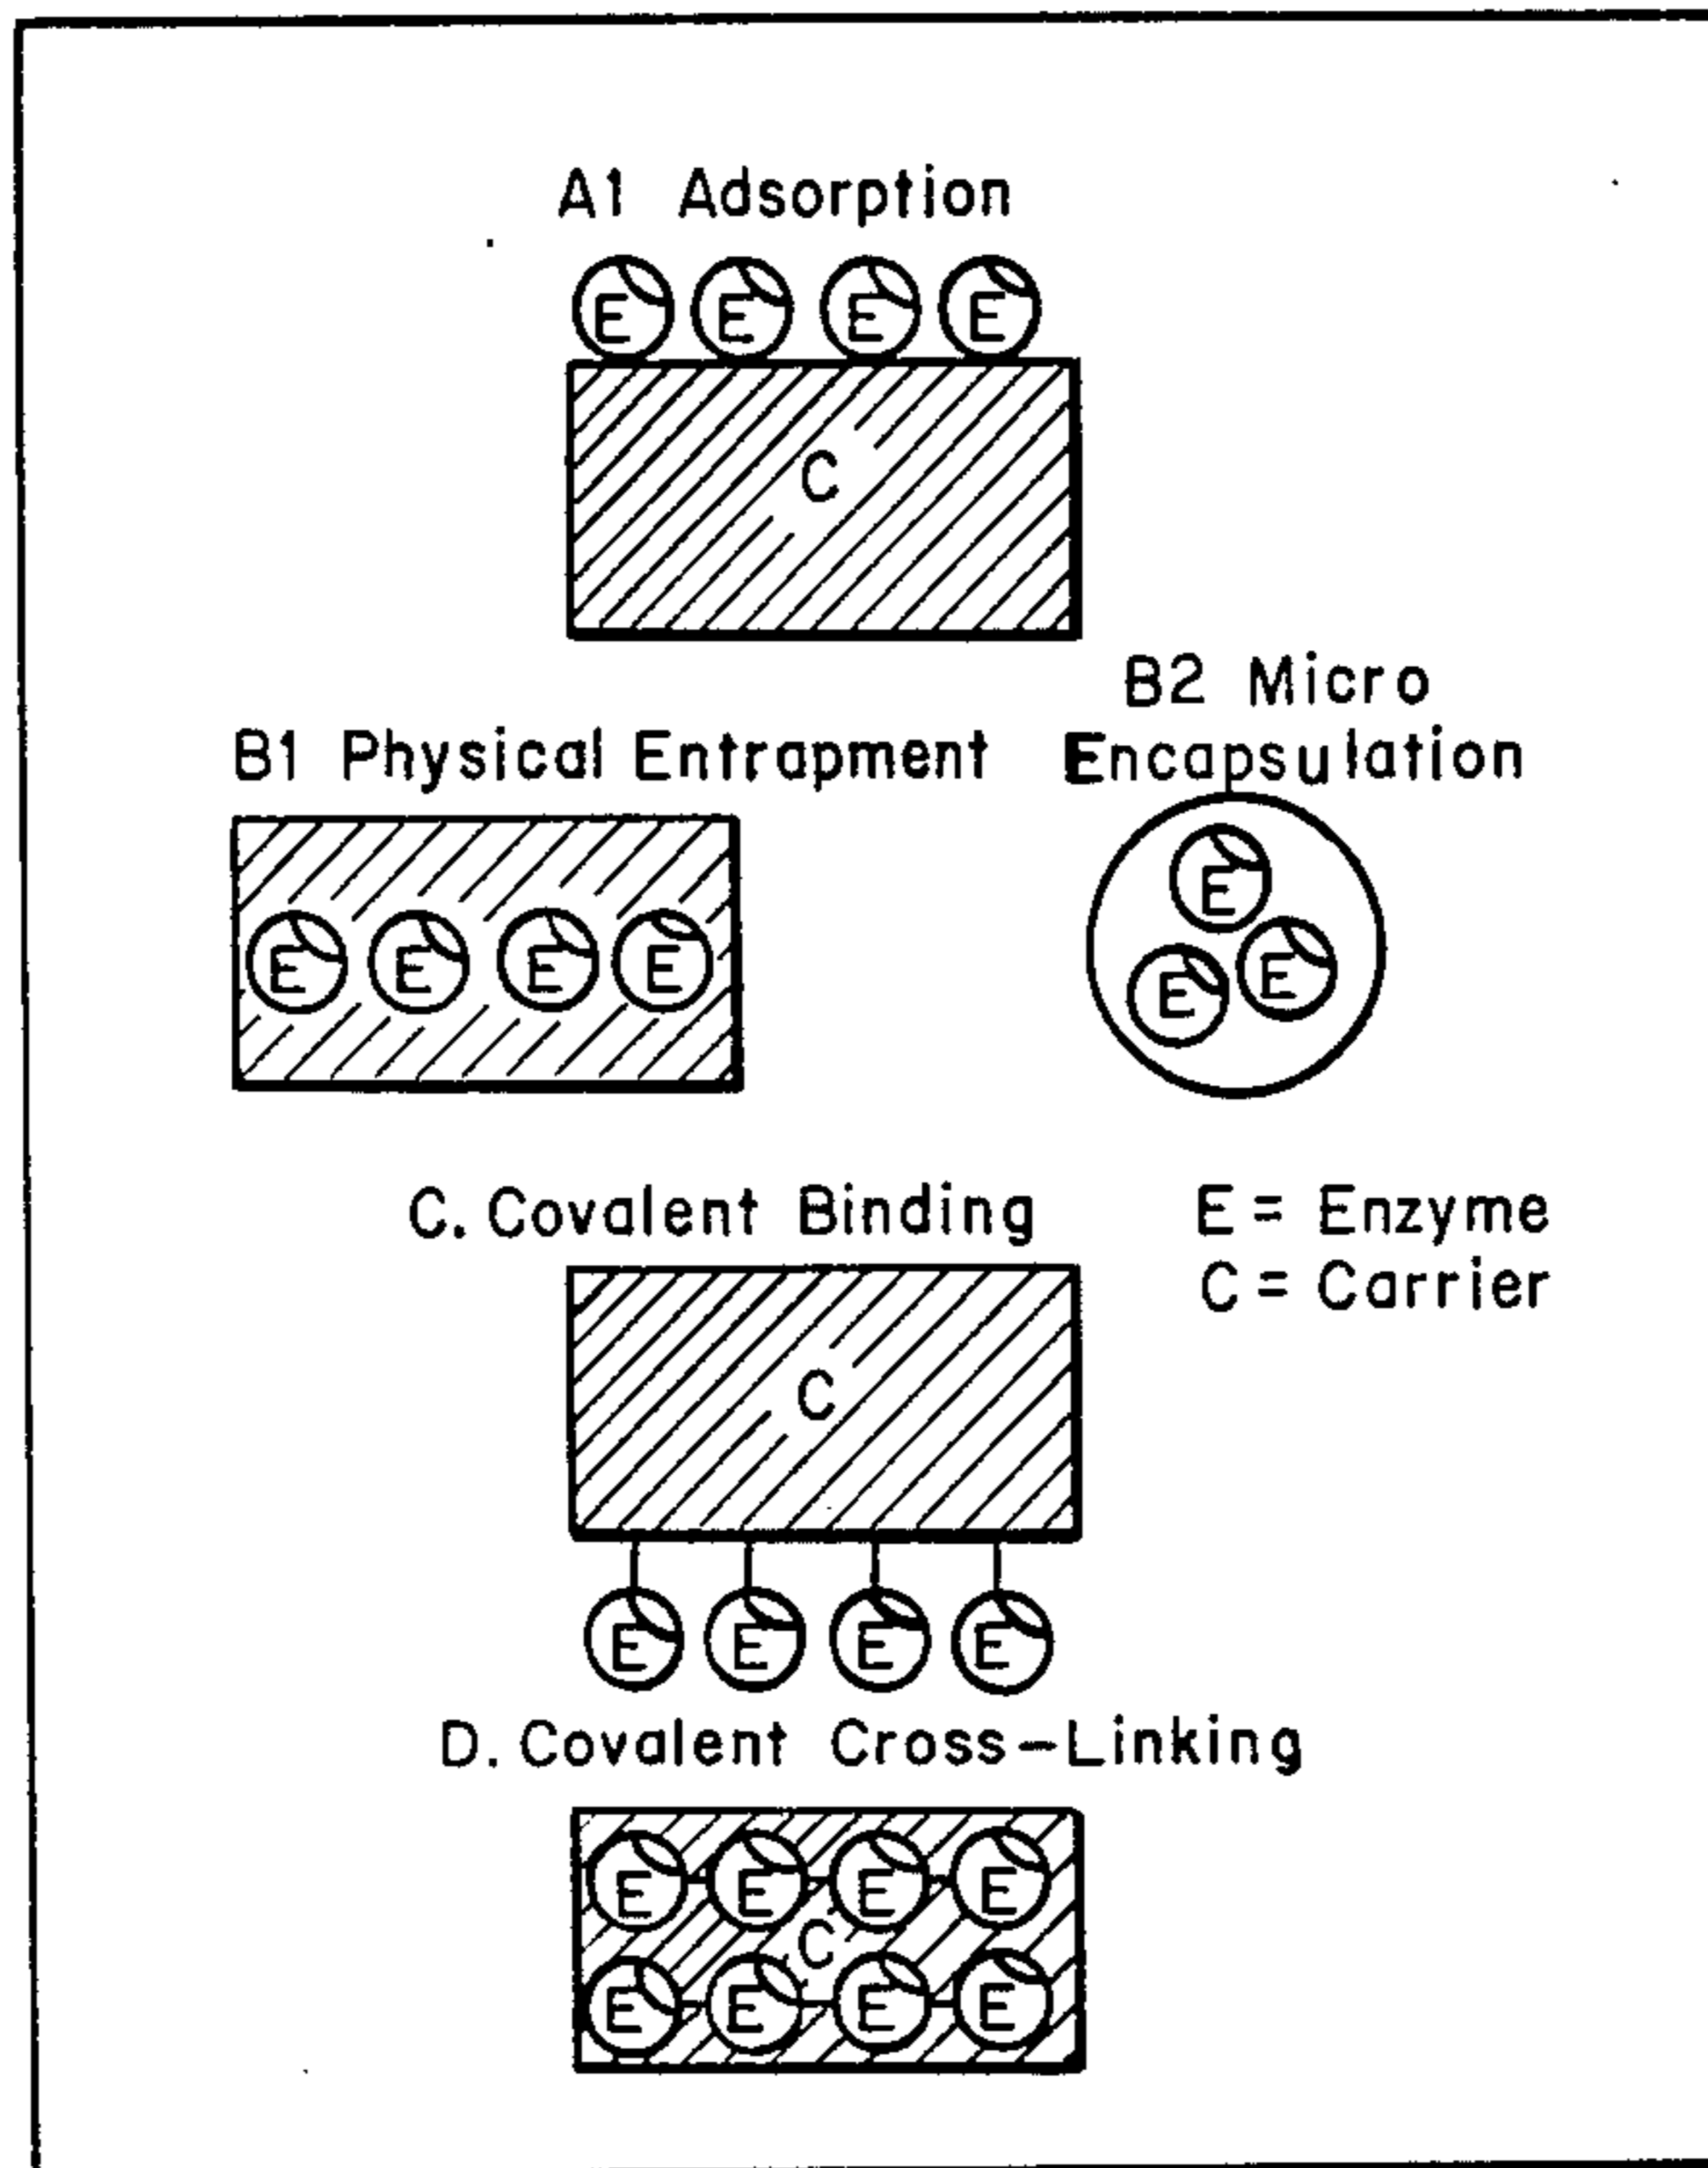 A1 Adsorption
E E E E
C
B2 Micro
Encapsulation
B1 Physical Entrapment
E E E E
E
E E
C. Covalent Binding
E = Enzyme
C = Carrier
C
E E E E
D. Covalent Cross-Linking
E E E E
C
E E E E